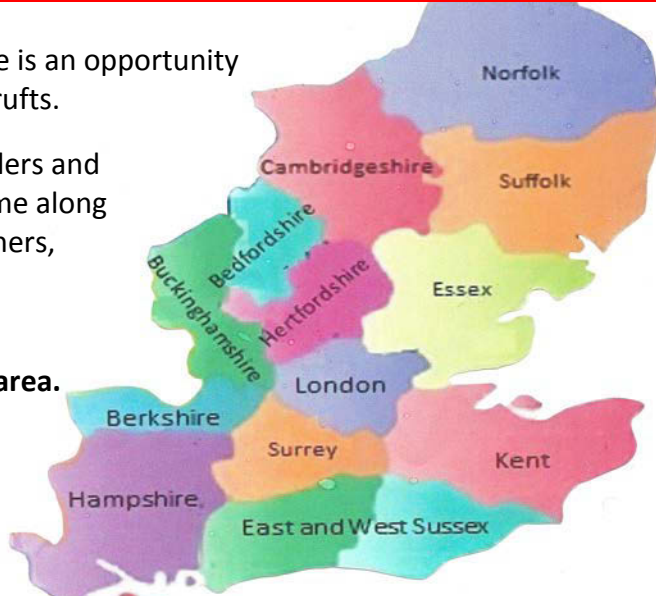 e is an opportunity
rufts.
ders and
me along
ners,
area.
Norfolk
Cambridgeshire
Suffolk
Bedfordshire
Buckinghamshire
Hertfordshire
Essex
London
Berkshire
Surrey
Kent
Hampshire
East and West Sussex